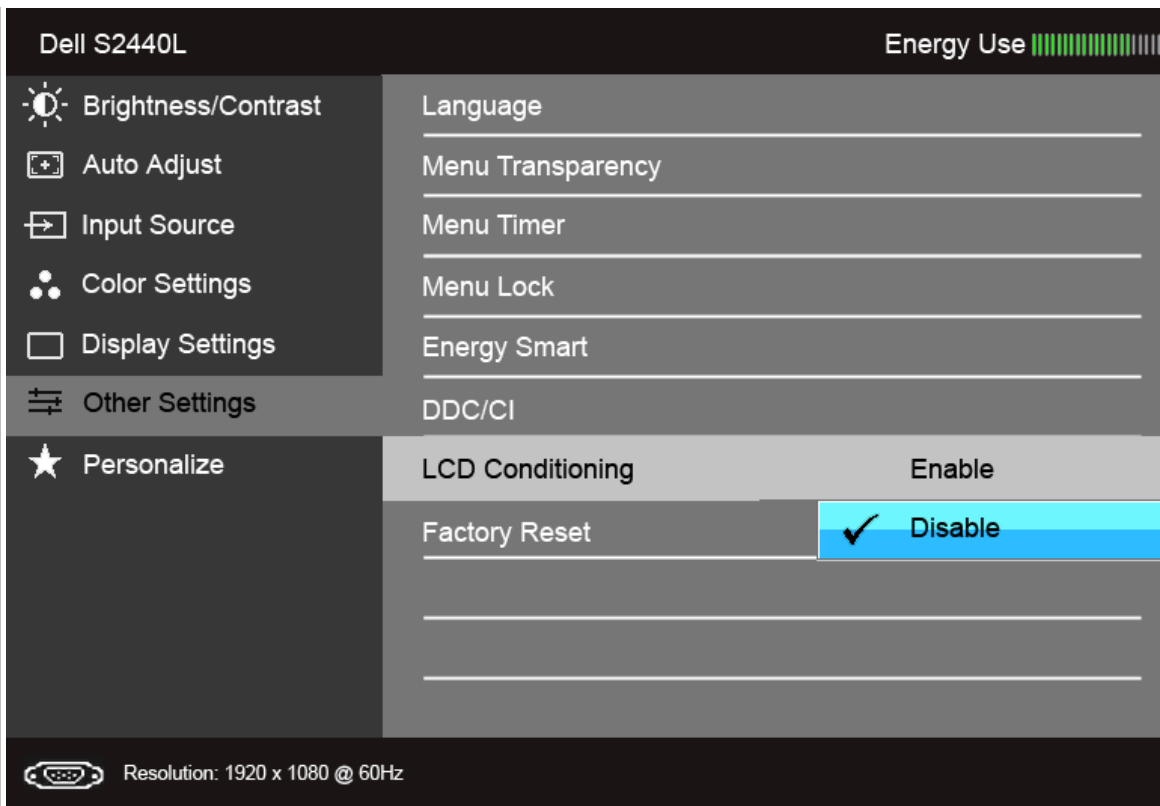 Dell S2440L
Energy Use
Brightness/Contrast
Language
Auto Adjust
Menu Transparency
Input Source
Menu Timer
Color Settings
Menu Lock
Display Settings
Energy Smart
Other Settings
DDC/CI
Personalize
LCD Conditioning
Enable
Factory Reset
Disable
Resolution: 1920 x 1080 @ 60Hz